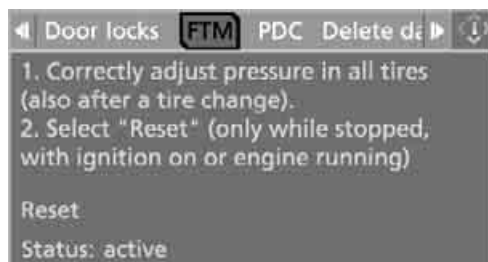 Door locks FTM PDC Delete da
1. Correctly adjust pressure in all tires
(also after a tire change).
2. Select "Reset" (only while stopped,
with ignition on or engine running)
Reset
Status: active